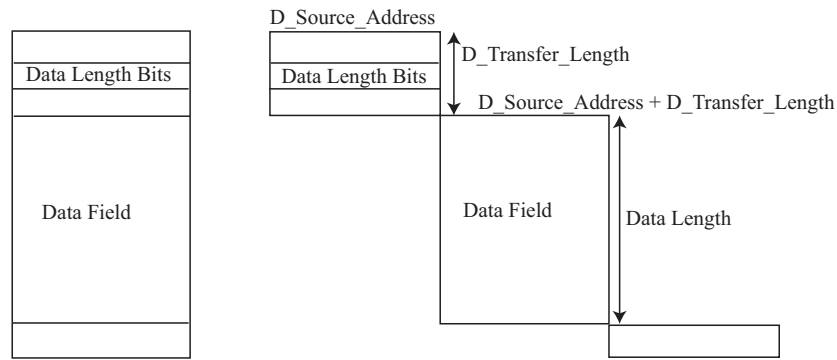 D_Source_Address
D_Transfer_Length
Data Length Bits
Data Length Bits
D_Source_Address + D_Transfer_Length
Data Field
Data Field
Data Length